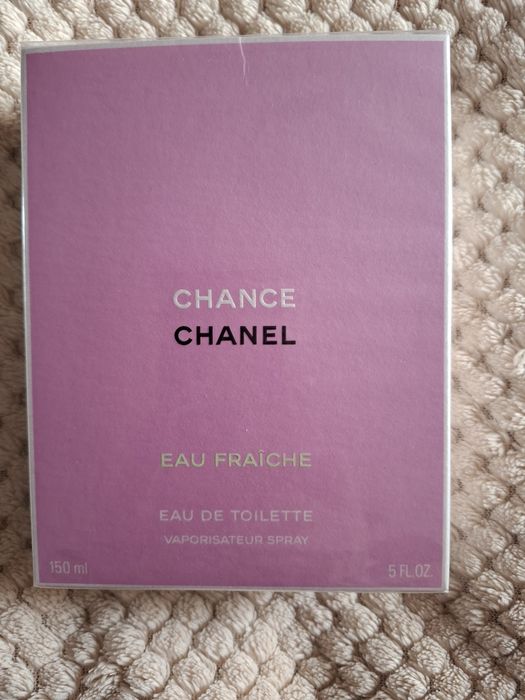 CHANCE
CHANEL
EAU FRAÎCHE
EAU DE TOILETTE
VAPORISATEUR SPRAY
150 ml 5 FL.OZ.